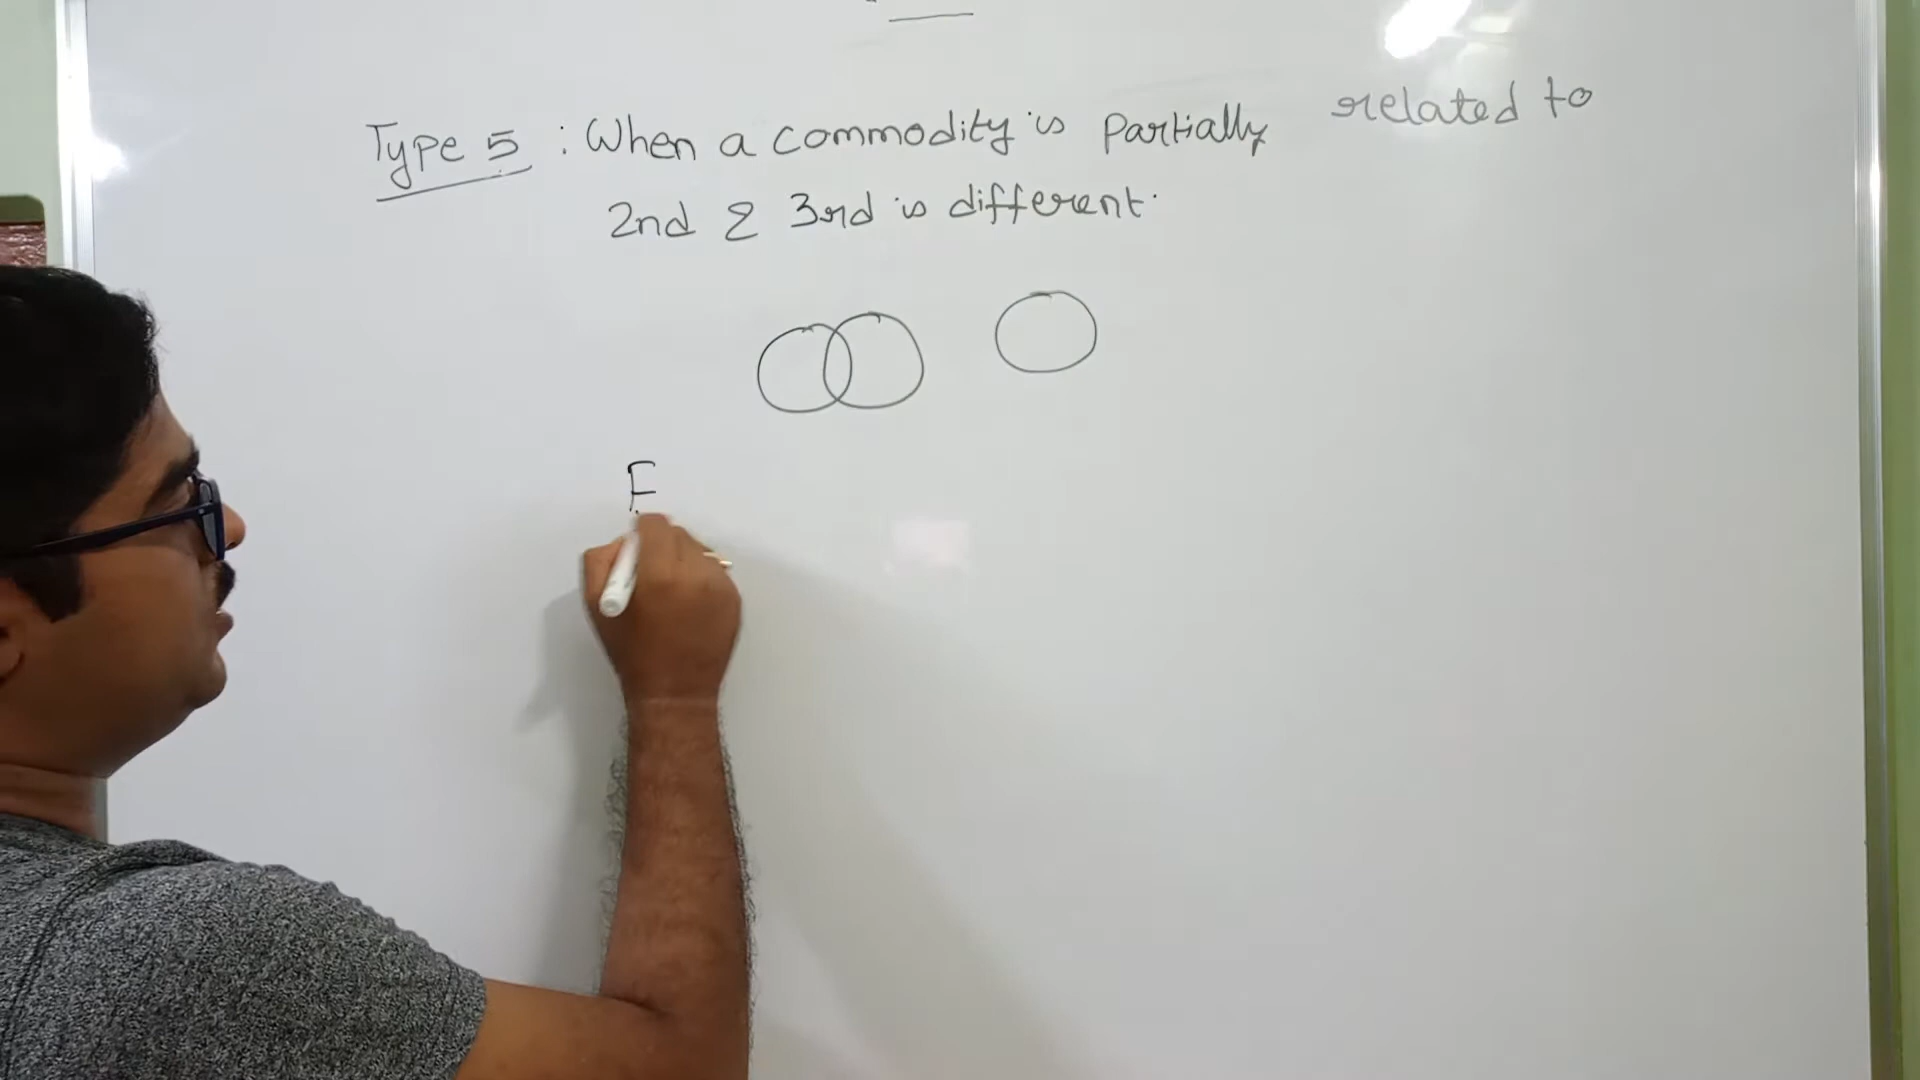 Type 5 : When a commodity is Partially related to
2nd & 3rd is different.
E